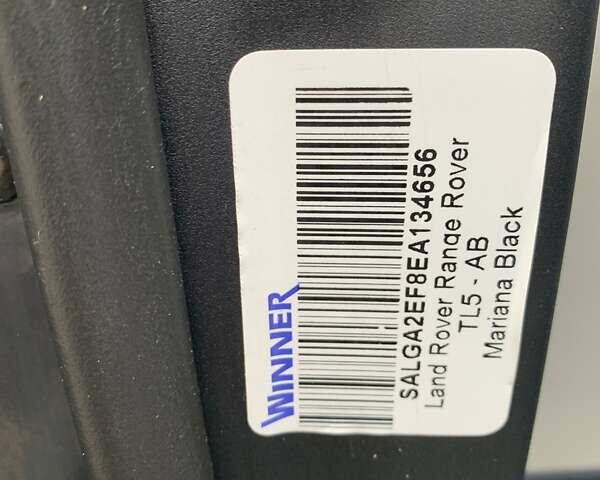 WINNER
SALGA2EF8EA134656
Land Rover Range Rover
TL5 - AB
Mariana Black